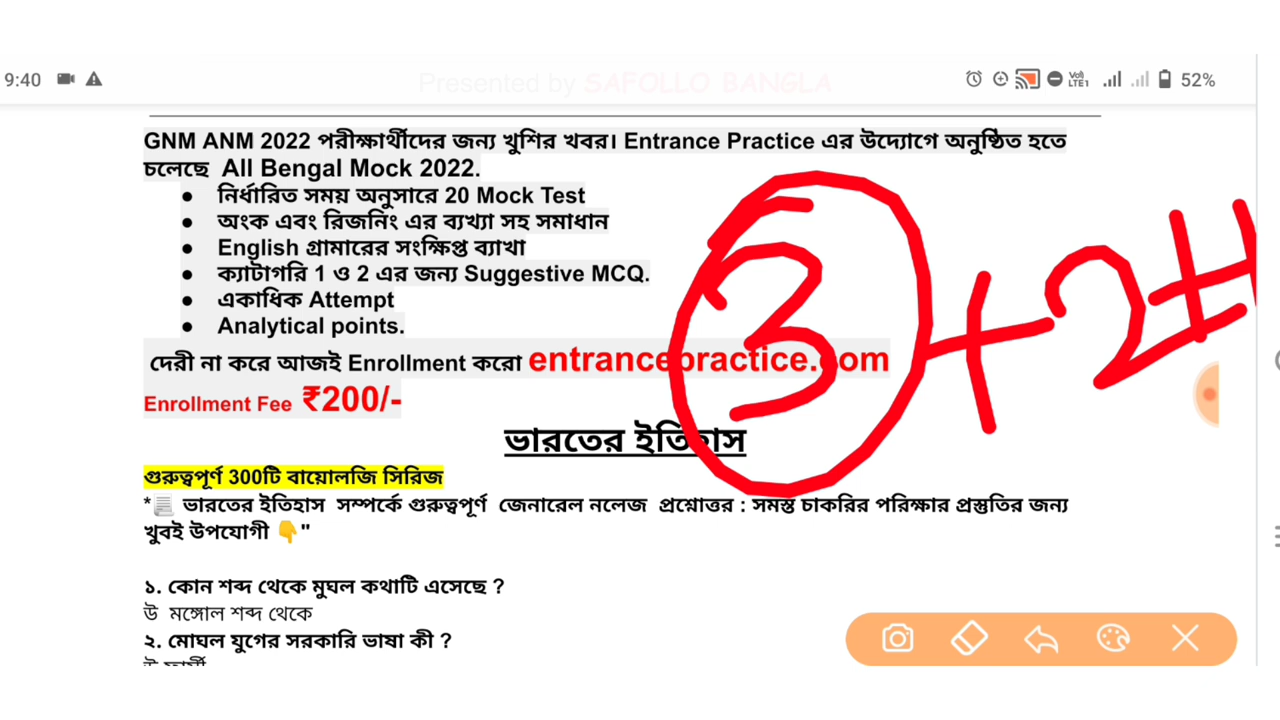 9:40
Presented by SAFOLLO BANGLA
VoD LTE1 52%
GNM ANM 2022 পরীক্ষার্থীদের জন্য খুশির খবর। Entrance Practice এর উদ্যোগে অনুষ্ঠিত হতে
চলেছে All Bengal Mock 2022.
● নির্ধারিত সময় অনুসারে 20 Mock Test
● অংক এবং রিজনিং এর ব্যখ্যা সহ সমাধান
● English গ্রামারের সংক্ষিপ্ত ব্যাখা
● ক্যাটাগরি 1 ও 2 এর জন্য Suggestive MCQ.
● একাধিক Attempt
● Analytical points.
দেরী না করে আজই Enrollment করো entrancepractice.com
Enrollment Fee ₹200/-
3 + 2
ভারতের ইতিহাস
গুরুত্বপূর্ণ 300টি বায়োলজি সিরিজ
*📃 ভারতের ইতিহাস সম্পর্কে গুরুত্বপূর্ণ জেনারেল নলেজ প্রশ্নোত্তর : সমস্ত চাকরির পরিক্ষার প্রস্তুতির জন্য
খুবই উপযোগী 👇"
১. কোন শব্দ থেকে মুঘল কথাটি এসেছে ?
উ মঙ্গোল শব্দ থেকে
২. মোঘল যুগের সরকারি ভাষা কী ?